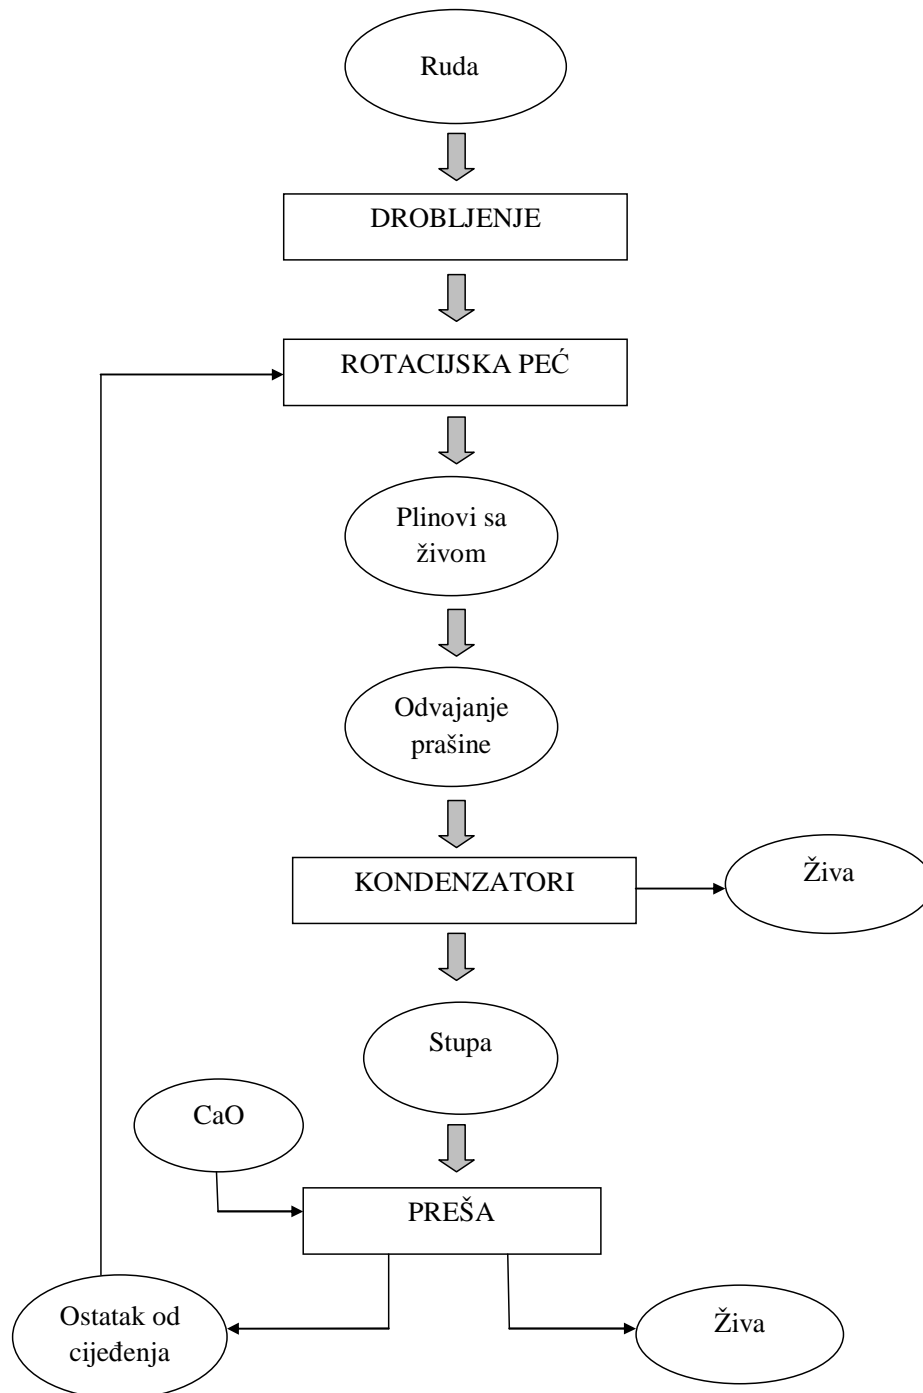 Ruda
DROBLJENJE
ROTACIJSKA PEĆ
Plinovi sa
živom
Odvajanje
prašine
KONDENZATORI
Živa
Stupa
CaO
PREŠA
Ostatak od
cijeđenja
Živa